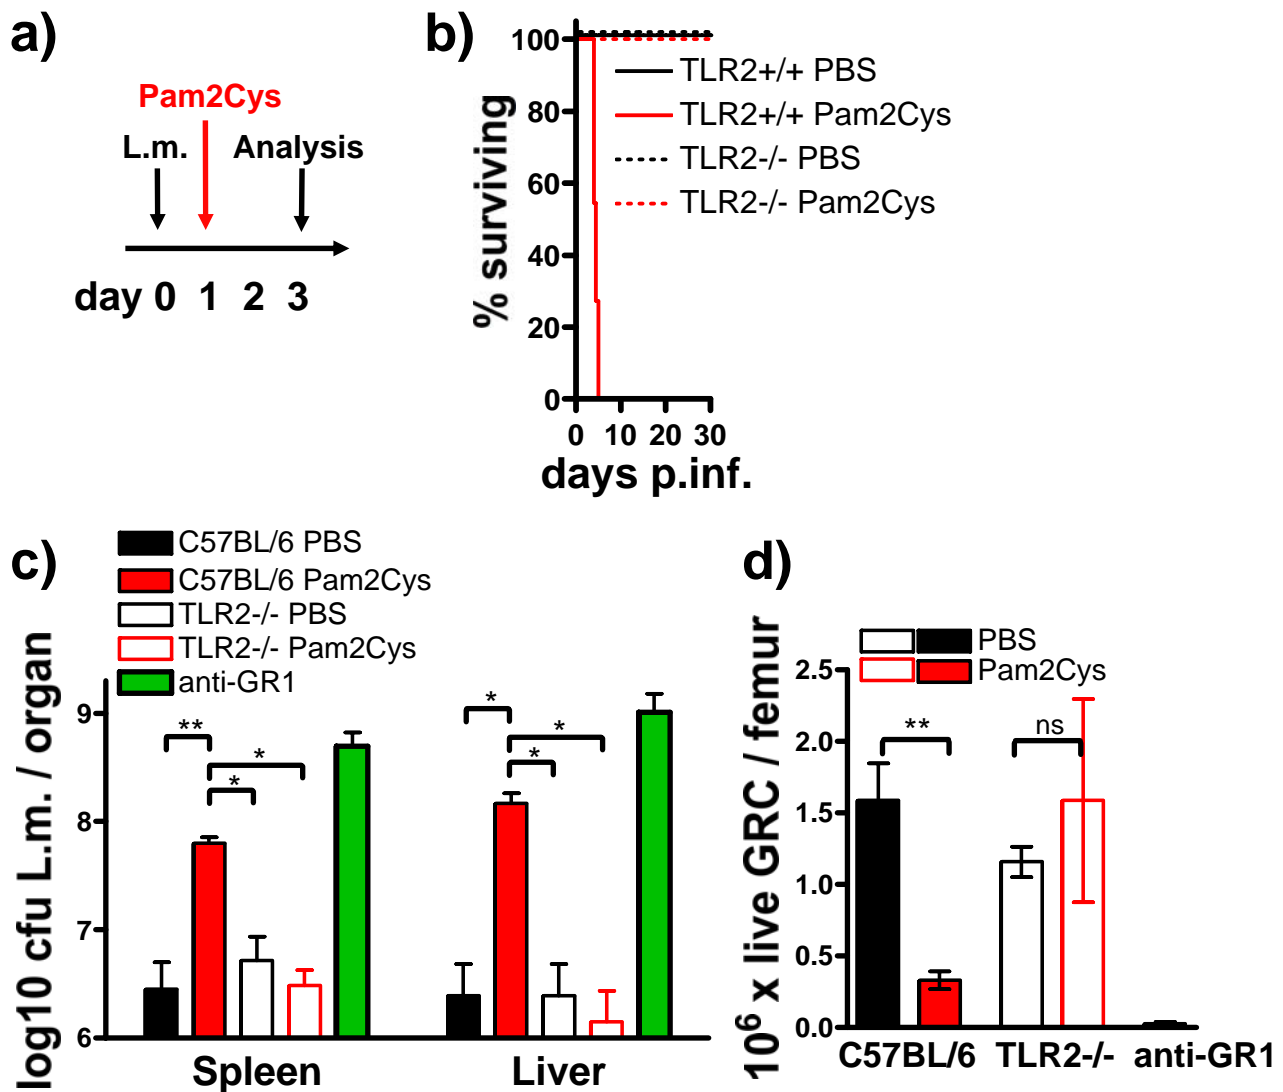 a)
Pam2Cys
L.m. Analysis
day 0 1 2 3
b)
% surviving
100
80
60
40
20
0
0 10 20 30
days p.inf.
TLR2+/+ PBS
TLR2+/+ Pam2Cys
TLR2-/- PBS
TLR2-/- Pam2Cys
c)
C57BL/6 PBS
C57BL/6 Pam2Cys
TLR2-/- PBS
TLR2-/- Pam2Cys
anti-GR1
log10 cfu L.m. / organ
9
8
7
6
**
*
*
*
*
*
Spleen Liver
d)
PBS
Pam2Cys
10⁶ x live GRC / femur
2.5
2.0
1.5
1.0
0.5
0.0
**
ns
C57BL/6 TLR2-/- anti-GR1